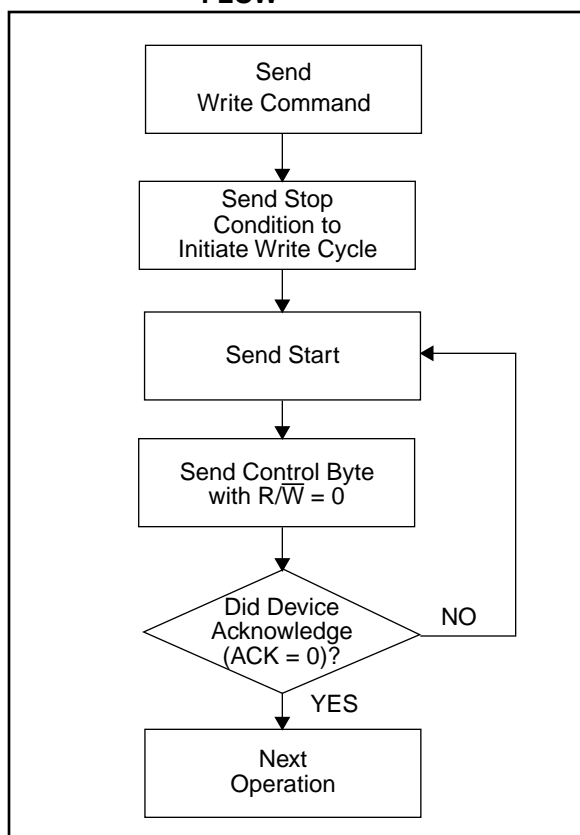 FLOW
Send
Write Command
Send Stop
Condition to
Initiate Write Cycle
Send Start
Send Control Byte
with R/W̅ = 0
Did Device
Acknowledge
(ACK = 0)?
NO
YES
Next
Operation